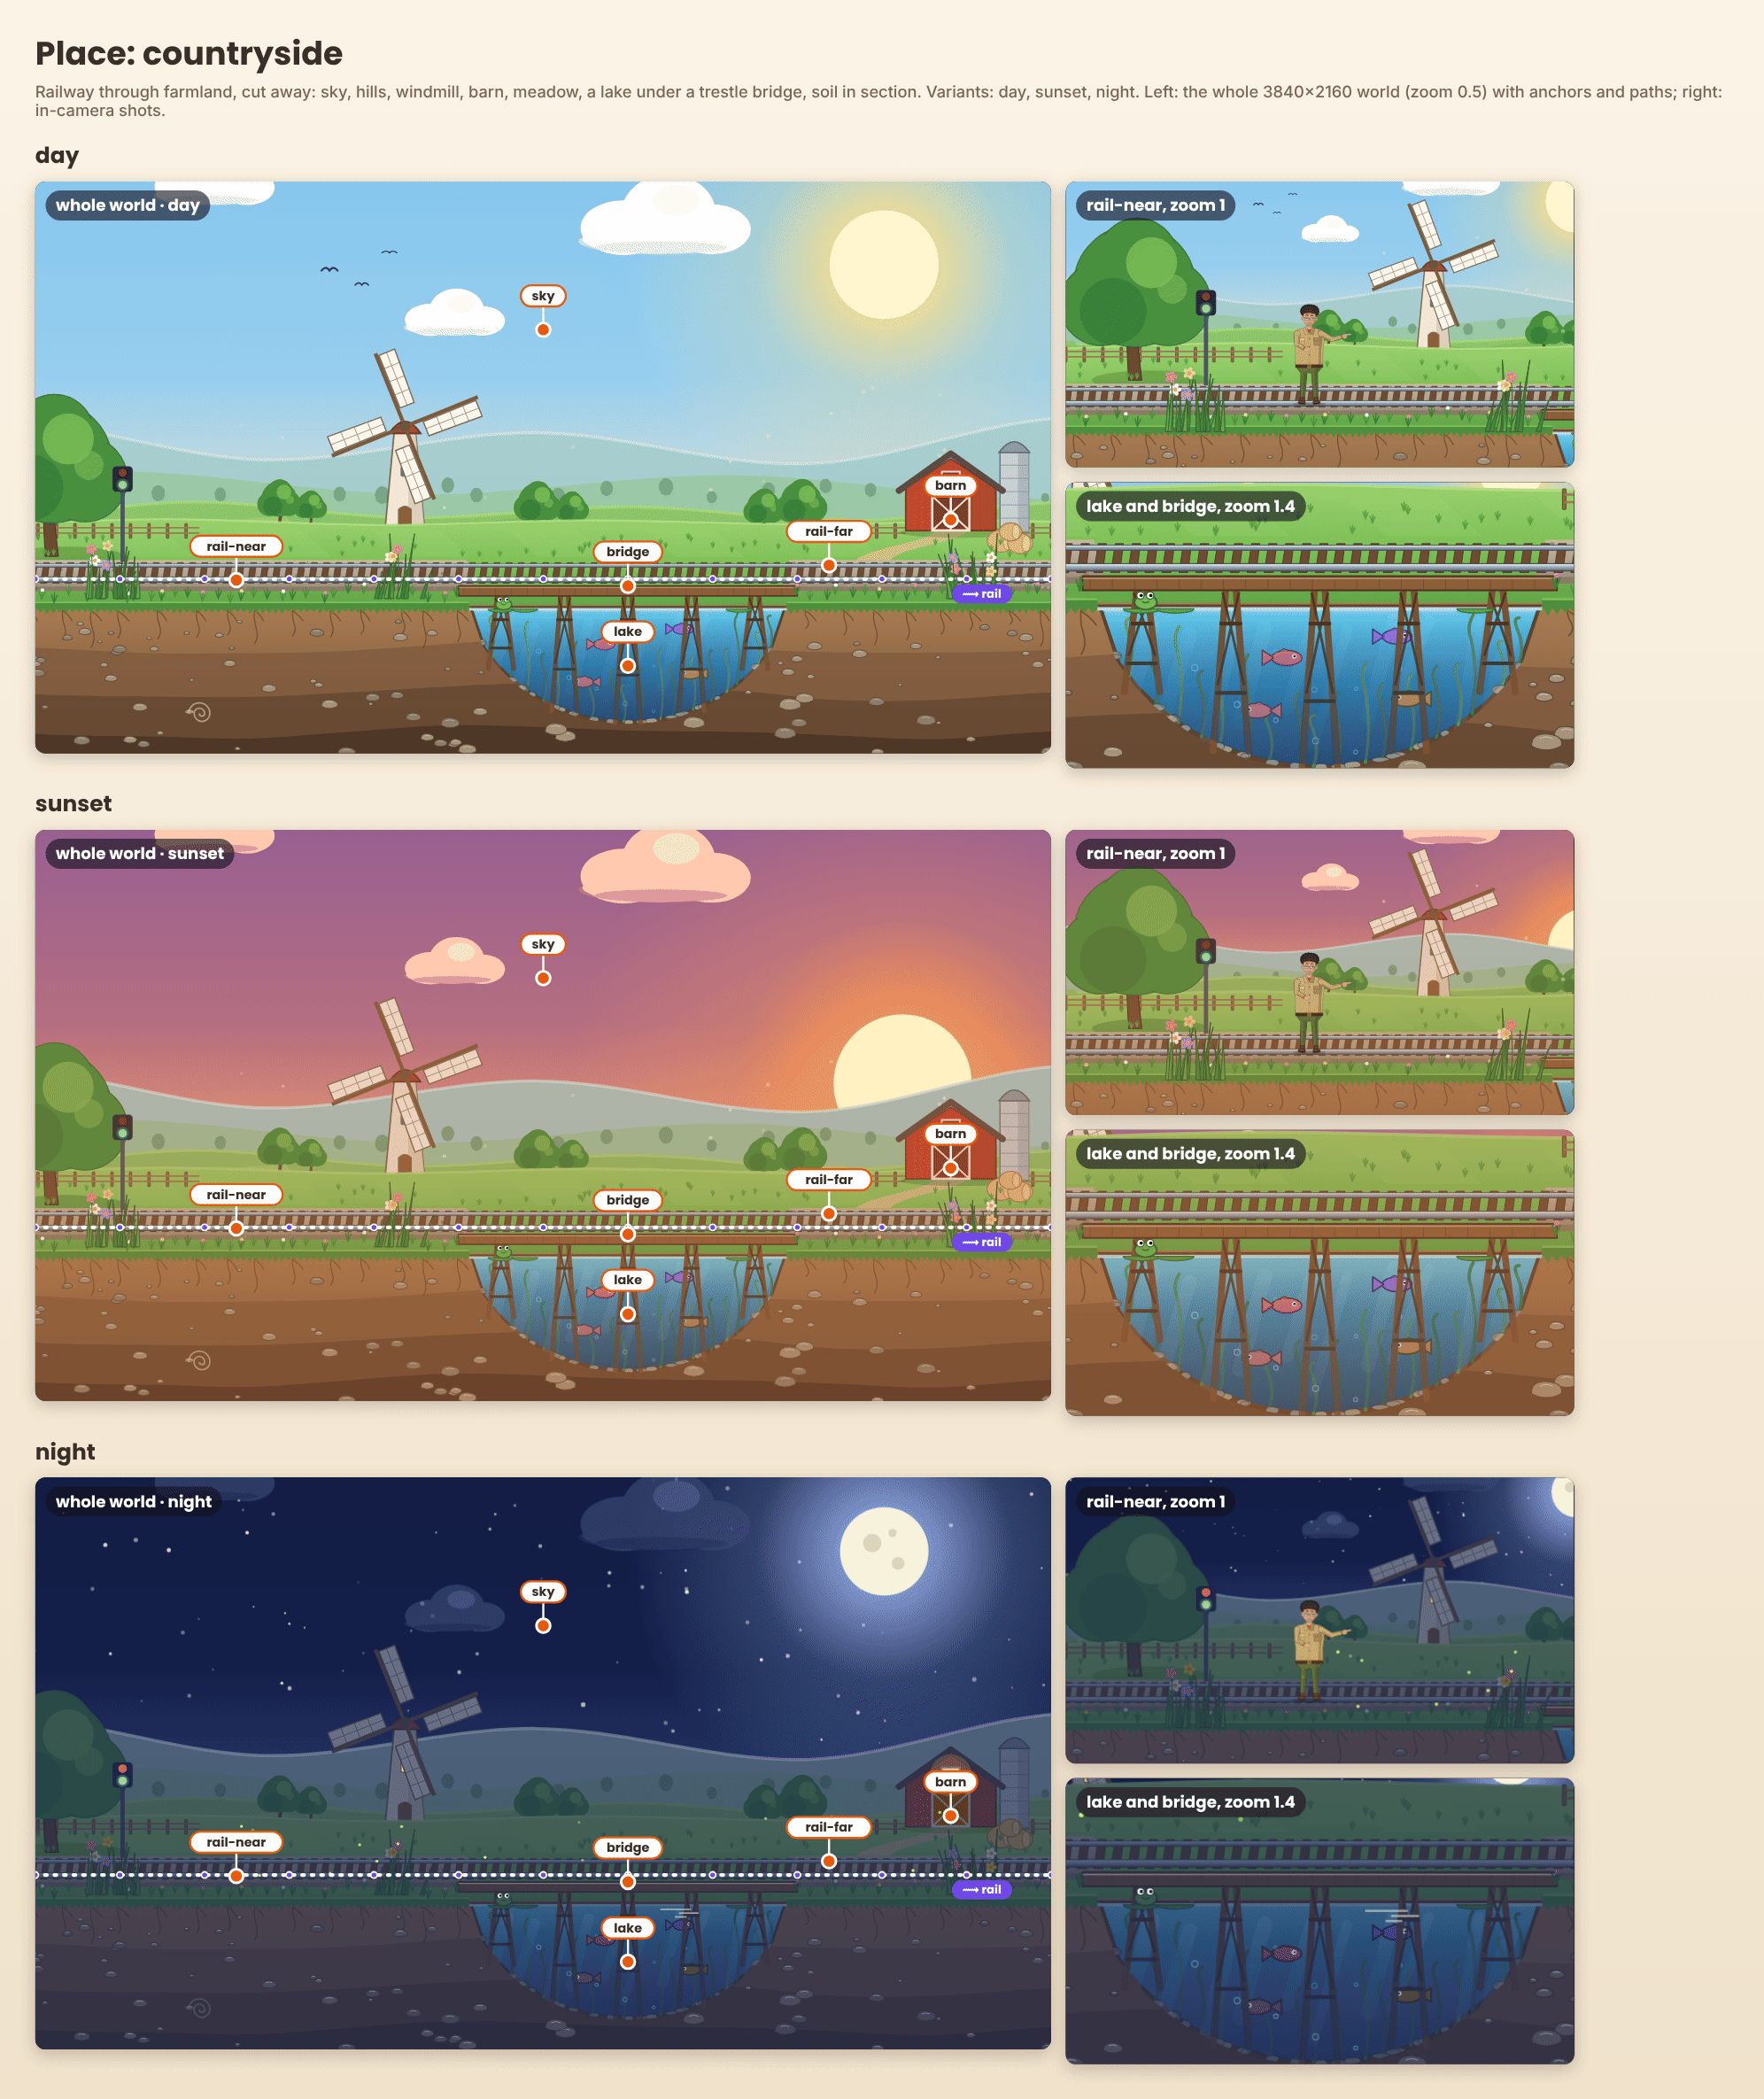 Place: countryside
Railway through farmland, cut away: sky, hills, windmill, barn, meadow, a lake under a trestle bridge, soil in section. Variants: day, sunset, night. Left: the whole 3840×2160 world (zoom 0.5) with anchors and paths; right:
in-camera shots.
day
whole world · day
sky
barn
rail-far
rail-near
bridge
⟿ rail
lake
rail-near, zoom 1
lake and bridge, zoom 1.4
sunset
whole world · sunset
sky
barn
rail-far
rail-near
bridge
⟿ rail
lake
rail-near, zoom 1
lake and bridge, zoom 1.4
night
whole world · night
sky
barn
rail-far
rail-near
bridge
⟿ rail
lake
rail-near, zoom 1
lake and bridge, zoom 1.4